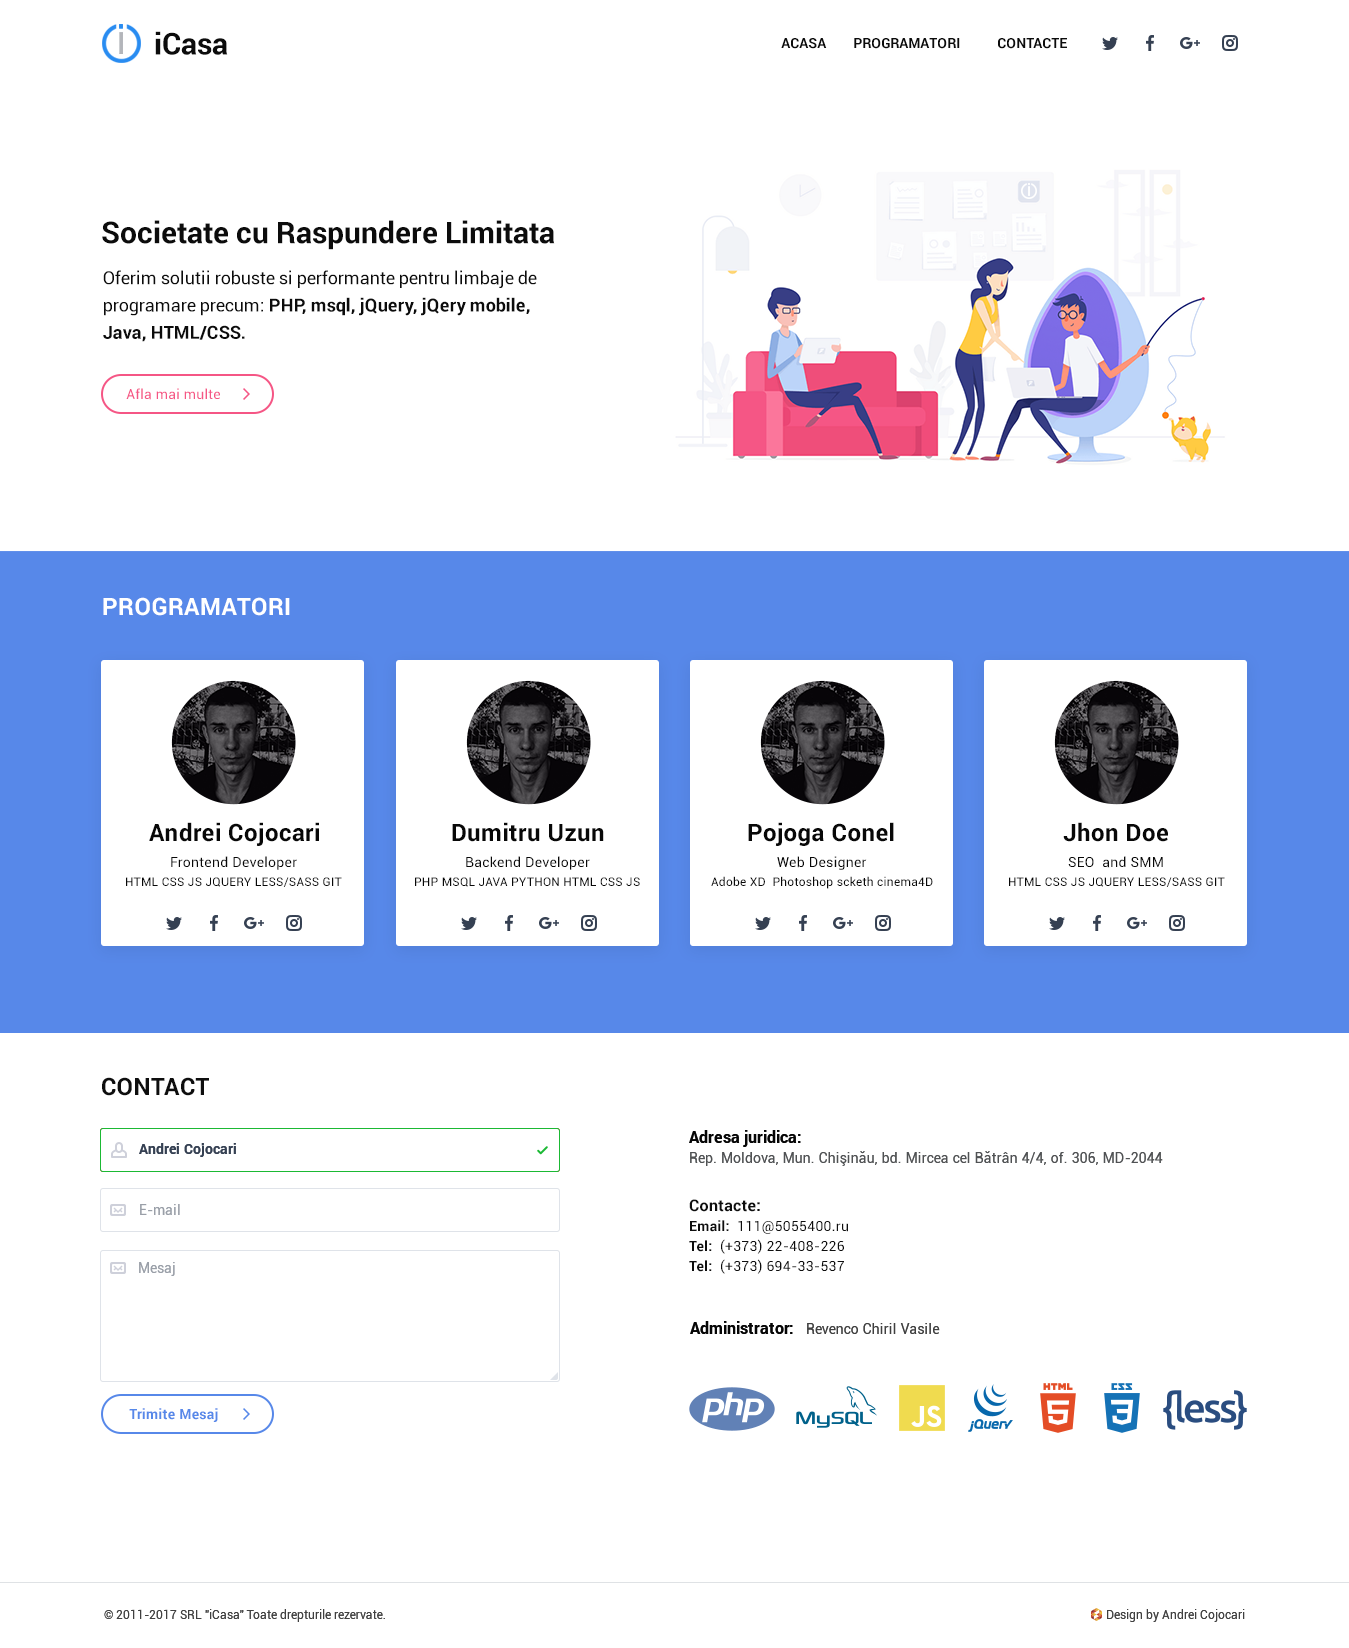 iCasa
ACASA PROGRAMATORI CONTACTE
Societate cu Raspundere Limitata
Oferim solutii robuste si performante pentru limbaje de
programare precum: PHP, msql, jQuery, jQery mobile,
Java, HTML/CSS.
Afla mai multe
PROGRAMATORI
Andrei Cojocari
Frontend Developer
HTML CSS JS JQUERY LESS/SASS GIT
Dumitru Uzun
Backend Developer
PHP MSQL JAVA PYTHON HTML CSS JS
Pojoga Conel
Web Designer
Adobe XD Photoshop scketh cinema4D
Jhon Doe
SEO and SMM
HTML CSS JS JQUERY LESS/SASS GIT
CONTACT
Andrei Cojocari
E-mail
Mesaj
Trimite Mesaj
Adresa juridica:
Rep. Moldova, Mun. Chişinău, bd. Mircea cel Bătrân 4/4, of. 306, MD-2044
Contacte:
Email: 111@5055400.ru
Tel: (+373) 22-408-226
Tel: (+373) 694-33-537
Administrator: Revenco Chiril Vasile
php MySQL JS jQuery HTML 5 CSS 3 {less}
© 2011-2017 SRL "iCasa" Toate drepturile rezervate.
Design by Andrei Cojocari